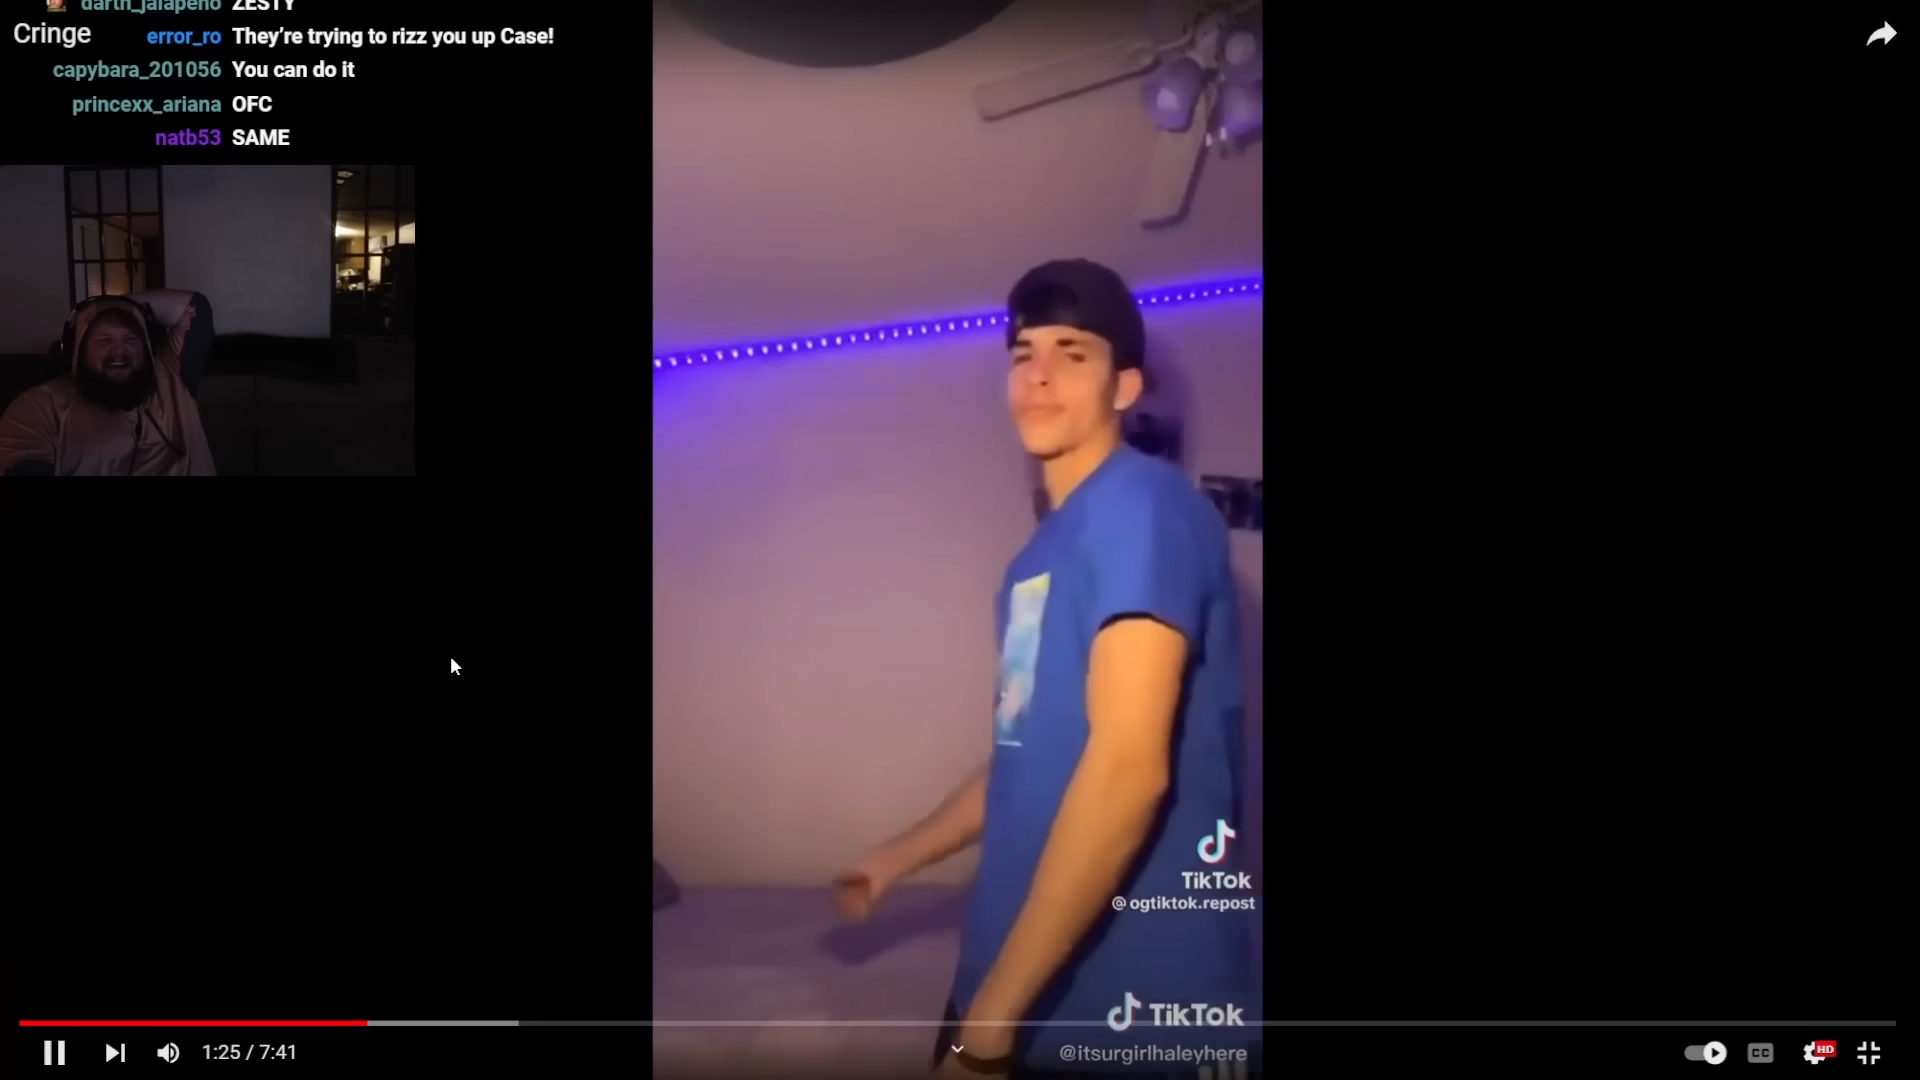 darth_jalapeno ZESTY
Cringe
error_ro They're trying to rizz you up Case!
capybara_201056 You can do it
princexx_ariana OFC
natb53 SAME
TikTok
@ogtiktok.repost
TikTok
@itsurgirlhaleyhere
1:25 / 7:41
CC
HD